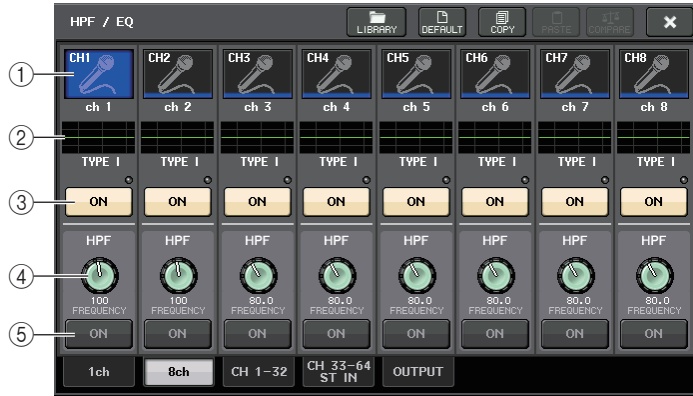 HPF / EQ
LIBRARY DEFAULT COPY PASTE COMPARE
CH1 CH2 CH3 CH4 CH5 CH6 CH7 CH8
ch 1 ch 2 ch 3 ch 4 ch 5 ch 6 ch 7 ch 8
TYPE I TYPE I TYPE I TYPE I TYPE I TYPE I TYPE I TYPE I
ON ON ON ON ON ON ON ON
HPF HPF HPF HPF HPF HPF HPF HPF
100 100 80.0 80.0 80.0 80.0 80.0 80.0
FREQUENCY FREQUENCY FREQUENCY FREQUENCY FREQUENCY FREQUENCY FREQUENCY FREQUENCY
ON ON ON ON ON ON ON ON
1ch 8ch CH 1-32 CH 33-64 ST IN OUTPUT
①
②
③
④
⑤